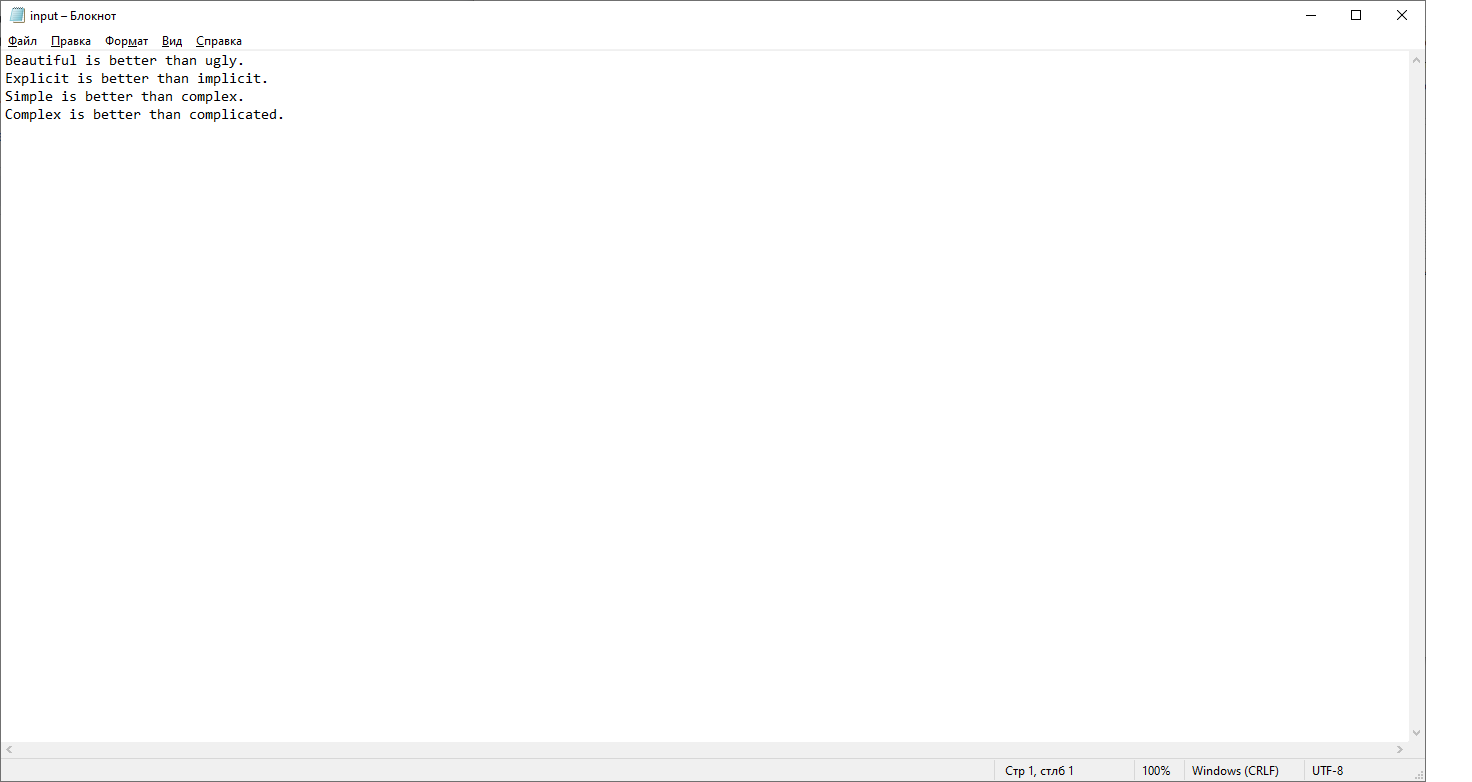 input – Блокнот
Файл Правка Формат Вид Справка
Beautiful is better than ugly.
Explicit is better than implicit.
Simple is better than complex.
Complex is better than complicated.
Стр 1, стлб 1 100% Windows (CRLF) UTF-8